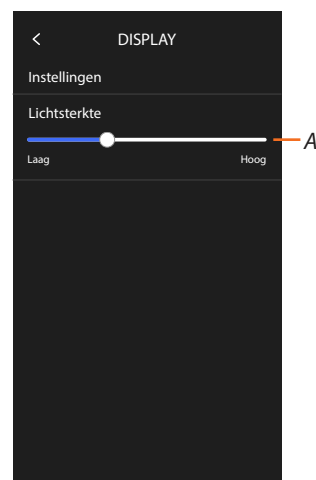 DISPLAY
Instellingen
Lichtsterkte
A
Laag Hoog